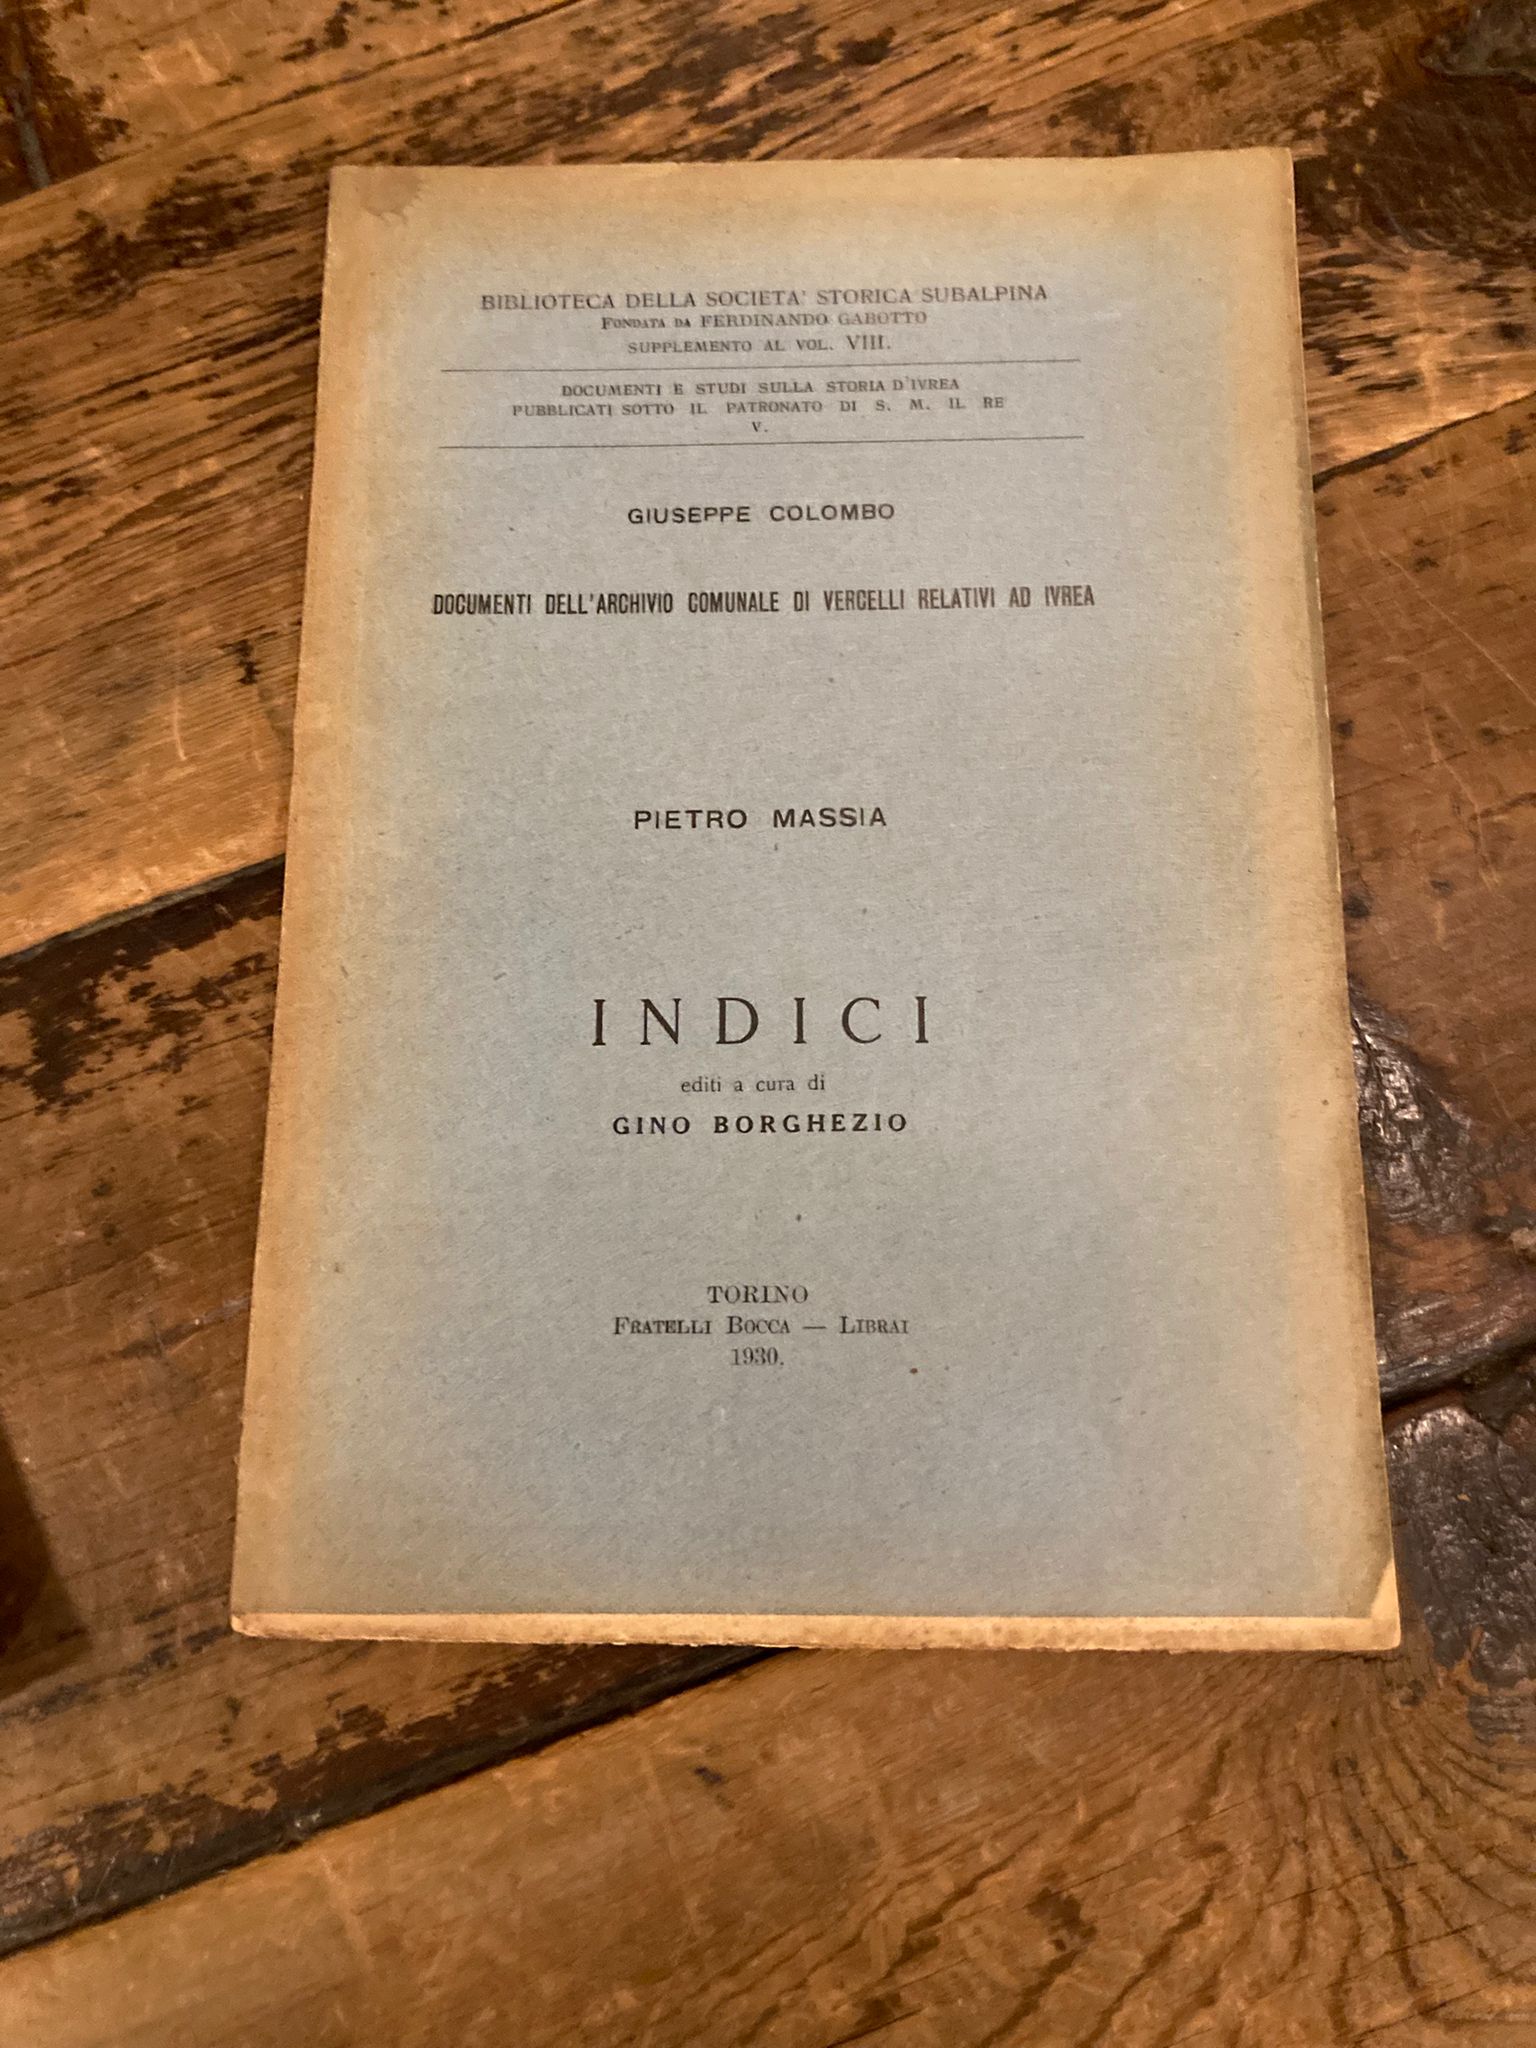 BIBLIOTECA DELLA SOCIETA' STORICA SUBALPINA
FONDATA DA FERDINANDO GABOTTO
SUPPLEMENTO AL VOL. VIII.
DOCUMENTI E STUDI SULLA STORIA D'IVREA
PUBBLICATI SOTTO IL PATRONATO DI S. M. IL RE
V.
GIUSEPPE COLOMBO
DOCUMENTI DELL'ARCHIVIO COMUNALE DI VERCELLI RELATIVI AD IVREA
PIETRO MASSIA
INDICI
editi a cura di
GINO BORGHEZIO
TORINO
FRATELLI BOCCA — LIBRAI
1930.